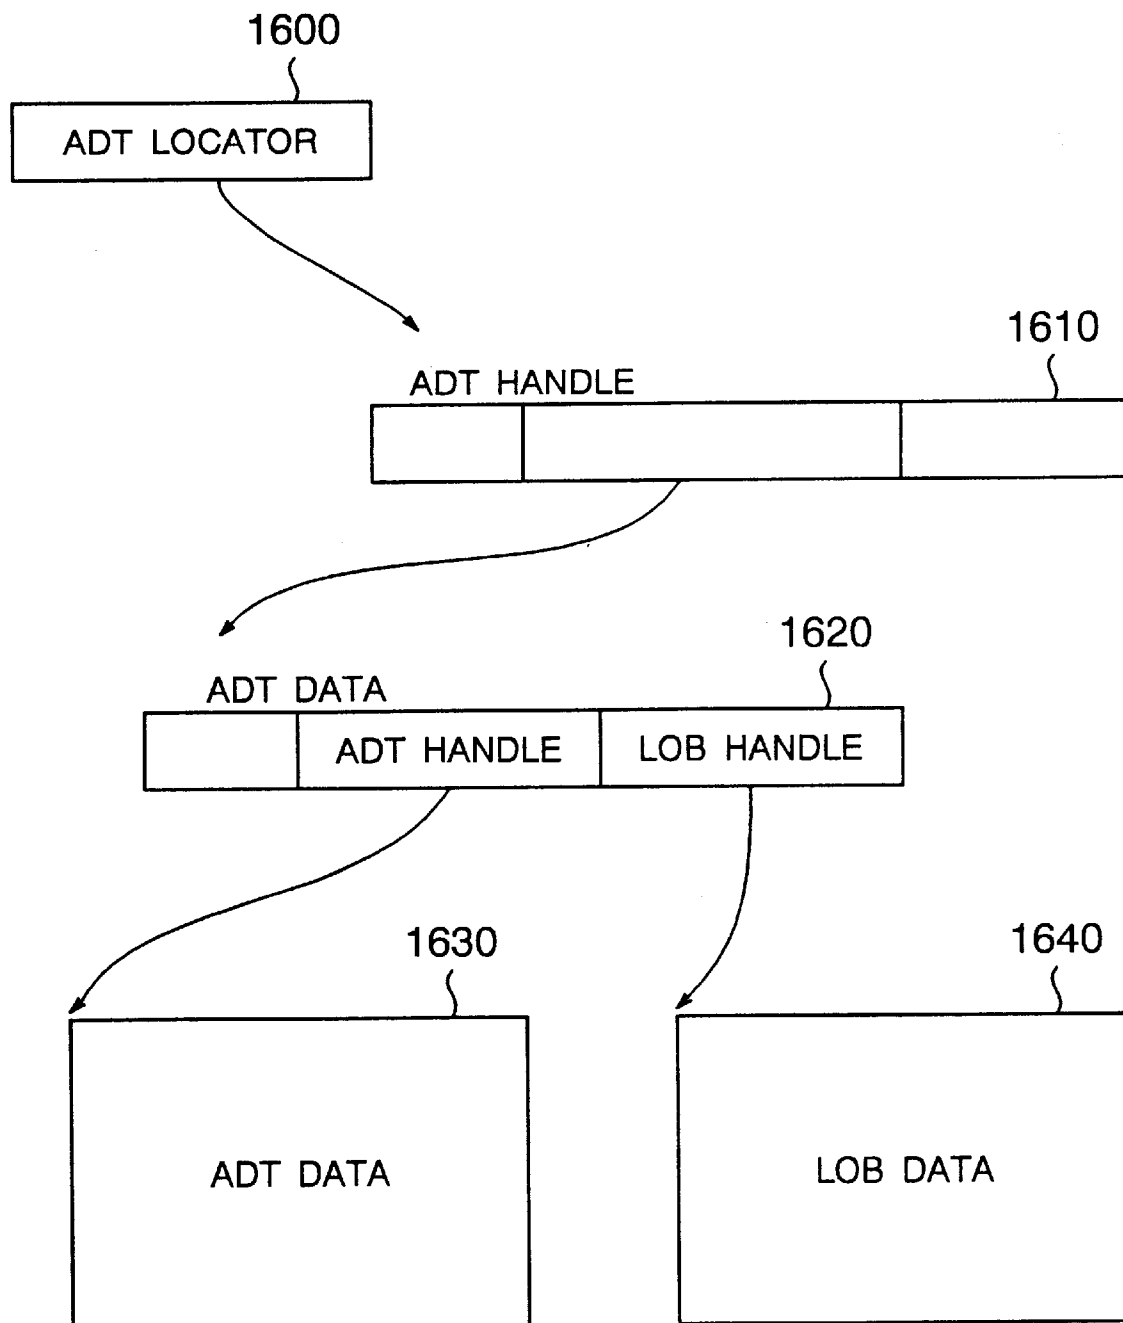 1600
ADT LOCATOR
1610
ADT HANDLE
1620
ADT DATA
ADT HANDLE LOB HANDLE
1630
1640
ADT DATA
LOB DATA